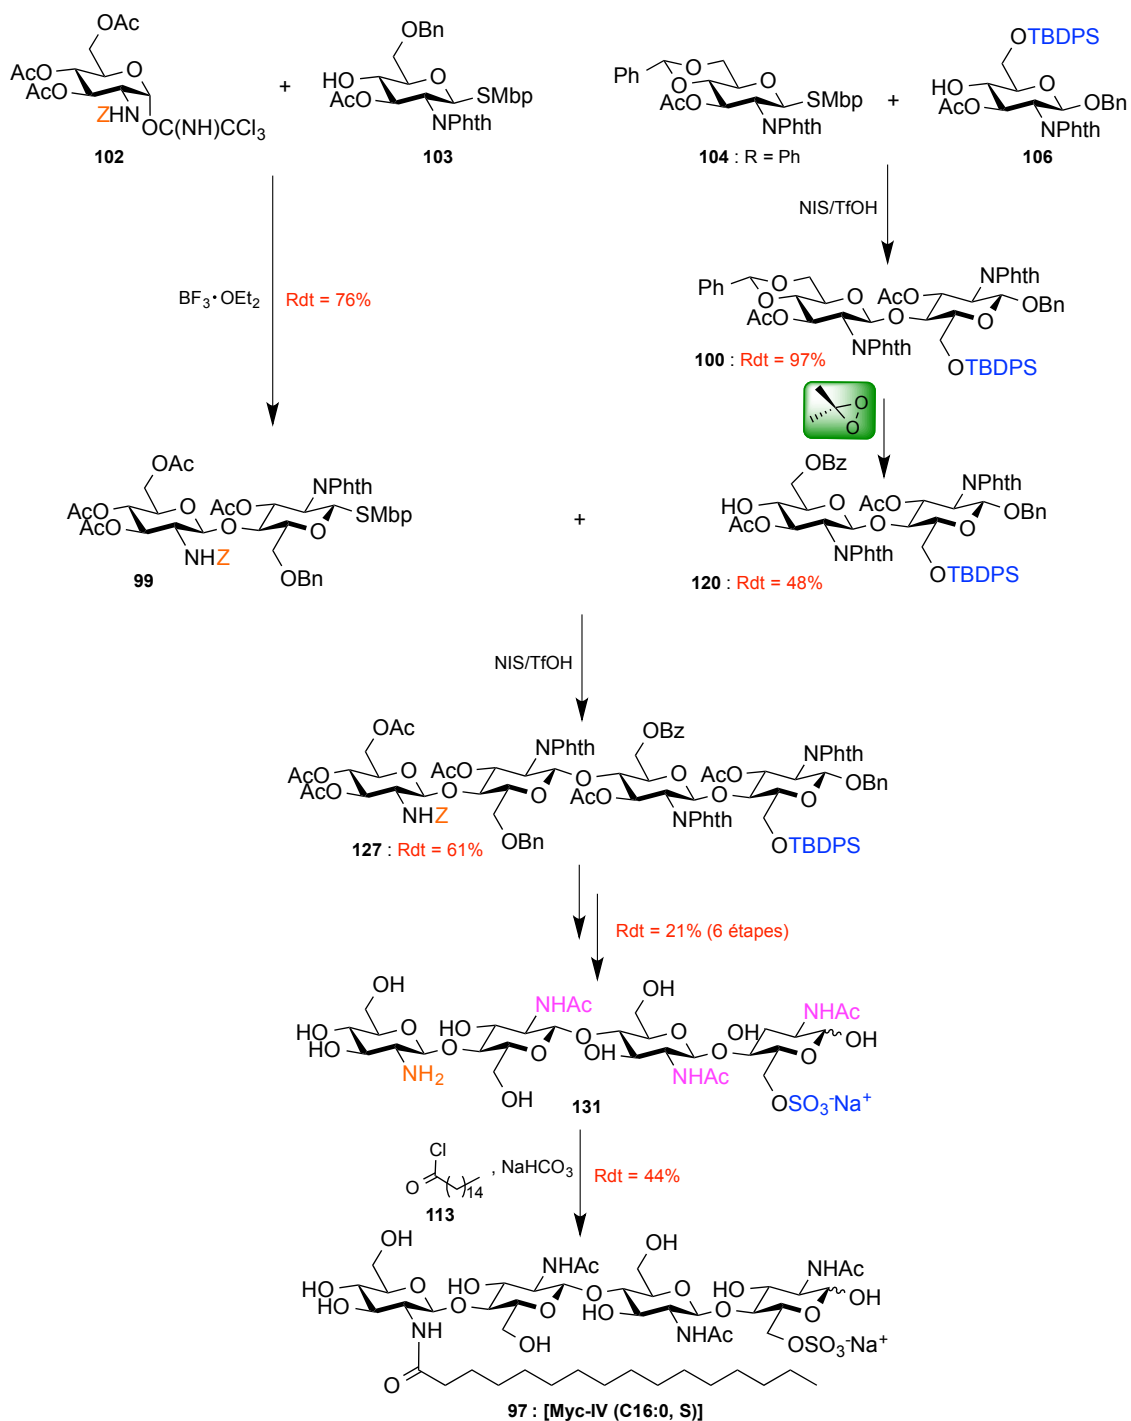 OAc
O
AcO
AcO
O
ZHN
OC(NH)CCl3
102
+
OBn
HO
O
AcO
SMbp
NPhth
103
Ph
O
O
O
AcO
SMbp
NPhth
104 : R = Ph
+
OTBDPS
HO
O
AcO
OBn
NPhth
106
NIS/TfOH
BF3•OEt2
Rdt = 76%
Ph
O
O
O
AcO
NPhth
O
AcO
NPhth
O
OBn
OTBDPS
100 : Rdt = 97%
O
O
OAc
AcO
AcO
O
NHZ
O
AcO
NPhth
O
SMbp
OBn
99
+
OBz
HO
O
AcO
NPhth
O
AcO
NPhth
O
OBn
OTBDPS
120 : Rdt = 48%
NIS/TfOH
OAc
AcO
AcO
O
NHZ
O
AcO
NPhth
O
OBn
O
OBz
O
AcO
NPhth
O
AcO
NPhth
O
OBn
OTBDPS
127 : Rdt = 61%
Rdt = 21% (6 étapes)
OH
HO
HO
O
NH2
O
HO
NHAc
O
OH
O
OH
O
HO
NHAc
O
HO
NHAc
O
OH
OSO3-Na+
131
Cl
O
14
, NaHCO3
113
Rdt = 44%
OH
HO
HO
O
NH
O
O
HO
NHAc
O
OH
O
OH
O
HO
NHAc
O
HO
NHAc
O
OH
OSO3-Na+
97 : [Myc-IV (C16:0, S)]